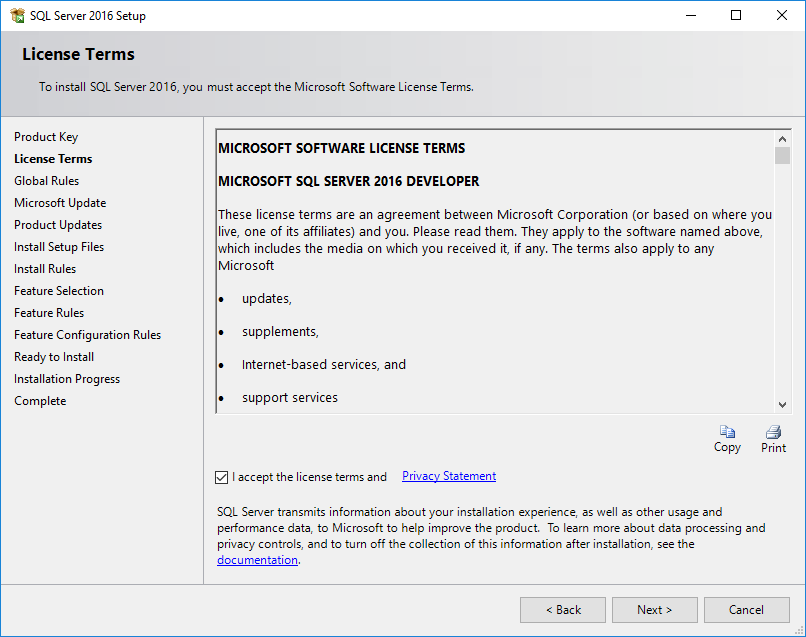 SQL Server 2016 Setup
License Terms
To install SQL Server 2016, you must accept the Microsoft Software License Terms.
Product Key
License Terms
Global Rules
Microsoft Update
Product Updates
Install Setup Files
Install Rules
Feature Selection
Feature Rules
Feature Configuration Rules
Ready to Install
Installation Progress
Complete
MICROSOFT SOFTWARE LICENSE TERMS
MICROSOFT SQL SERVER 2016 DEVELOPER
These license terms are an agreement between Microsoft Corporation (or based on where you
live, one of its affiliates) and you. Please read them. They apply to the software named above,
which includes the media on which you received it, if any. The terms also apply to any
Microsoft
• updates,
• supplements,
• Internet-based services, and
• support services
Copy
Print
I accept the license terms and Privacy Statement
SQL Server transmits information about your installation experience, as well as other usage and
performance data, to Microsoft to help improve the product. To learn more about data processing and
privacy controls, and to turn off the collection of this information after installation, see the
documentation.
< Back
Next >
Cancel